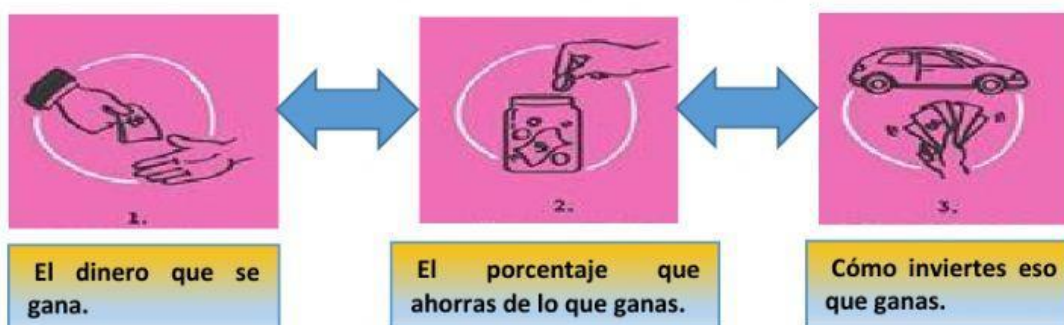 1.
2.
3.
El dinero que se
gana.
El porcentaje que
ahorras de lo que ganas.
Cómo inviertes eso
que ganas.